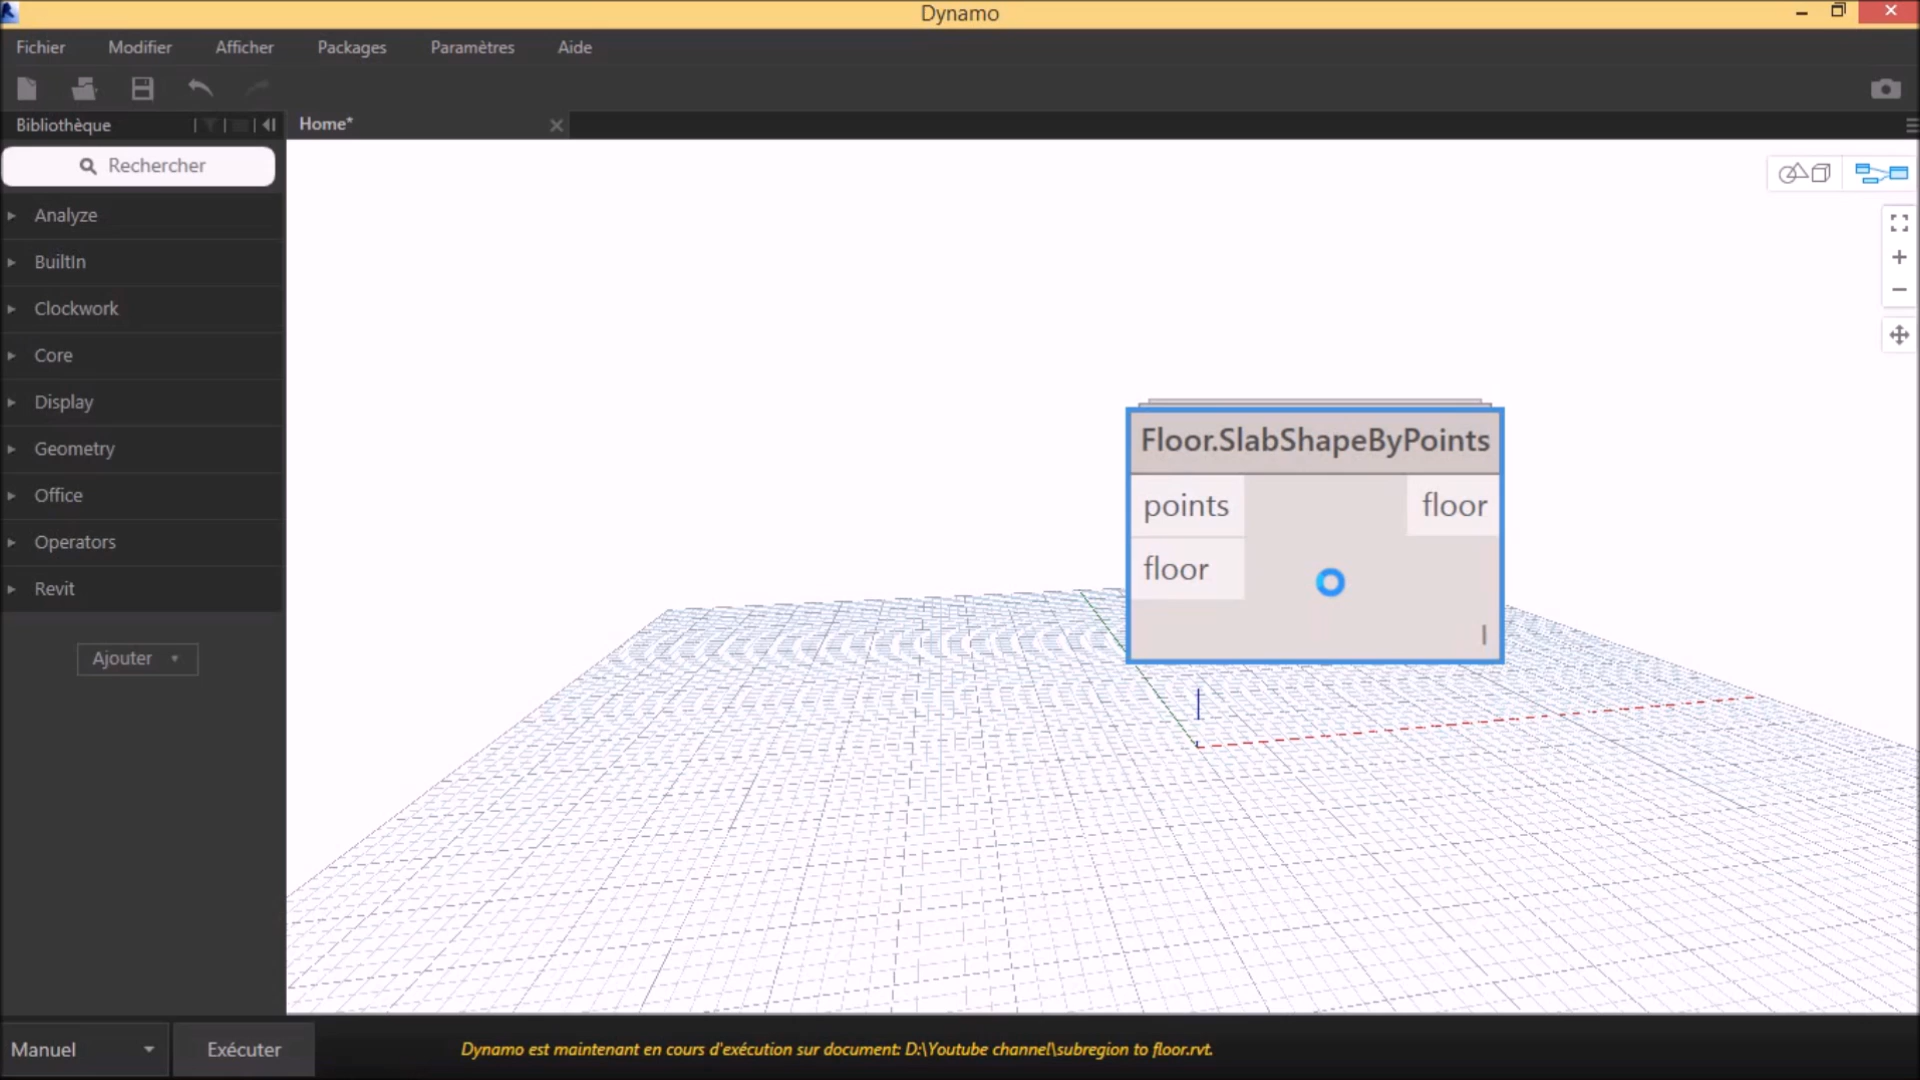 Dynamo
Fichier Modifier Afficher Packages Paramètres Aide
Bibliothèque
Home*
Rechercher
Analyze
BuiltIn
Clockwork
Core
Display
Geometry
Office
Operators
Revit
Ajouter
Floor.SlabShapeByPoints
points floor
floor
Manuel Exécuter Dynamo est maintenant en cours d'exécution sur document: D:\Youtube channel\subregion to floor.rvt.